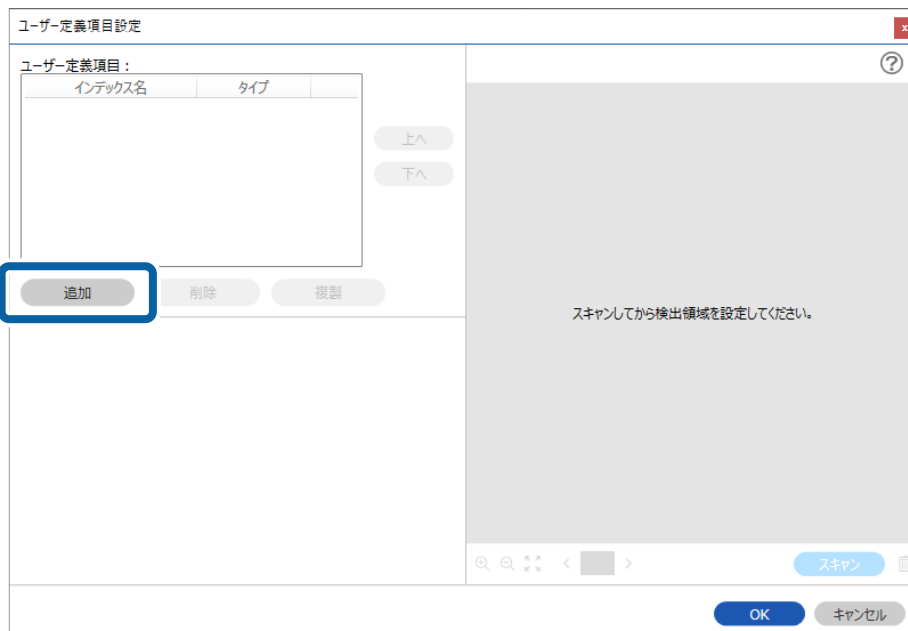 ユーザー定義項目設定
x
ユーザー定義項目：
?
インデックス名 タイプ
上へ
下へ
追加 削除 複製
スキャンしてから検出領域を設定してください。
スキャン
OK キャンセル